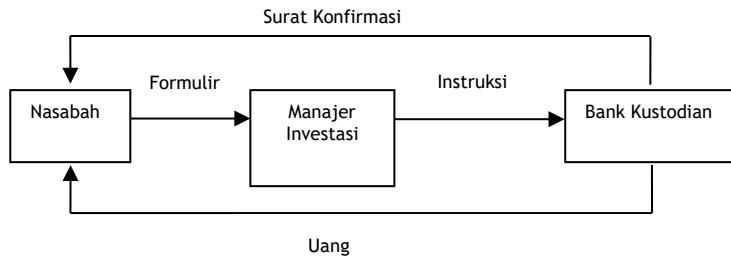 Surat Konfirmasi
Formulir
Instruksi
Nasabah
Manajer
Investasi
Bank Kustodian
Uang